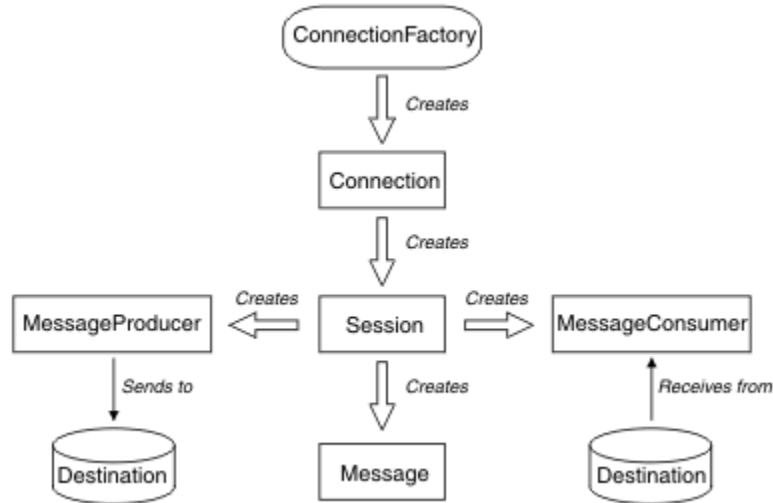 ConnectionFactory
Creates
Connection
Creates
MessageProducer
Creates
Session
Creates
MessageConsumer
Sends to
Creates
Receives from
Destination
Message
Destination